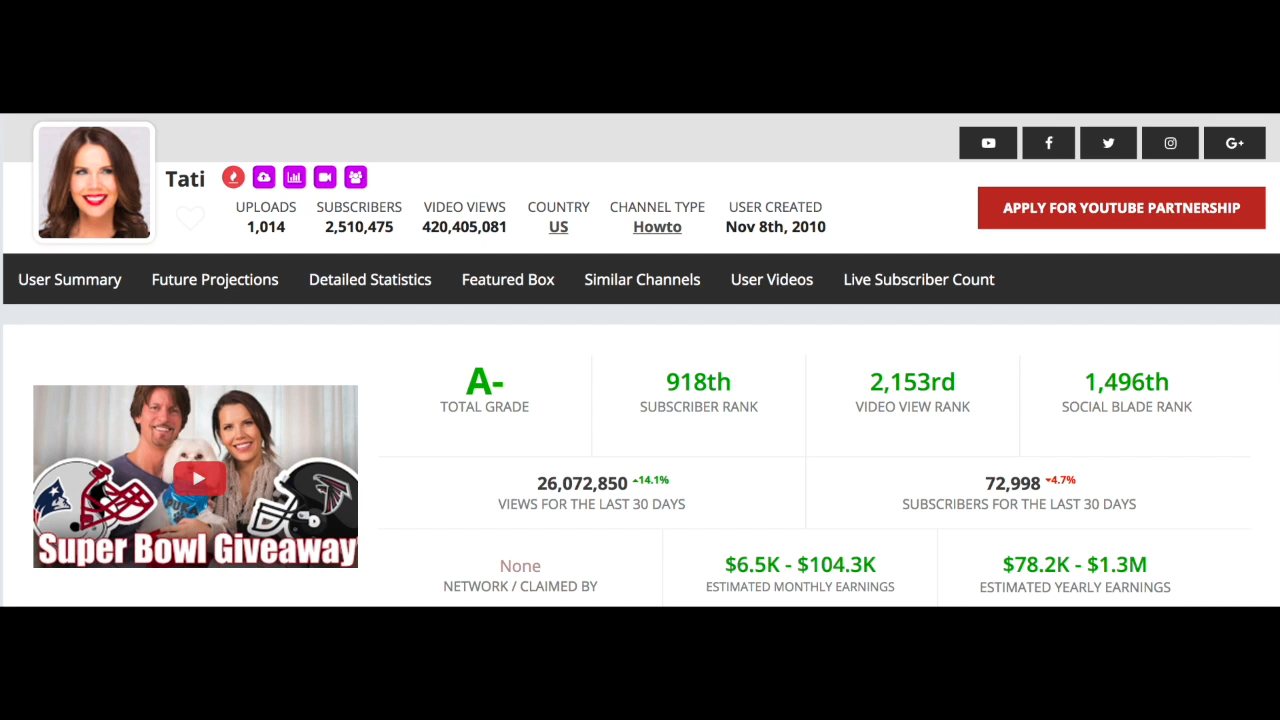 Tati
UPLOADS
1,014
SUBSCRIBERS
2,510,475
VIDEO VIEWS
420,405,081
COUNTRY
US
CHANNEL TYPE
Howto
USER CREATED
Nov 8th, 2010
G+
APPLY FOR YOUTUBE PARTNERSHIP
User Summary
Future Projections
Detailed Statistics
Featured Box
Similar Channels
User Videos
Live Subscriber Count
Super Bowl Giveaway
A-
TOTAL GRADE
918th
SUBSCRIBER RANK
2,153rd
VIDEO VIEW RANK
1,496th
SOCIAL BLADE RANK
26,072,850 14.1%
VIEWS FOR THE LAST 30 DAYS
72,998 4.7%
SUBSCRIBERS FOR THE LAST 30 DAYS
None
NETWORK / CLAIMED BY
$6.5K - $104.3K
ESTIMATED MONTHLY EARNINGS
$78.2K - $1.3M
ESTIMATED YEARLY EARNINGS